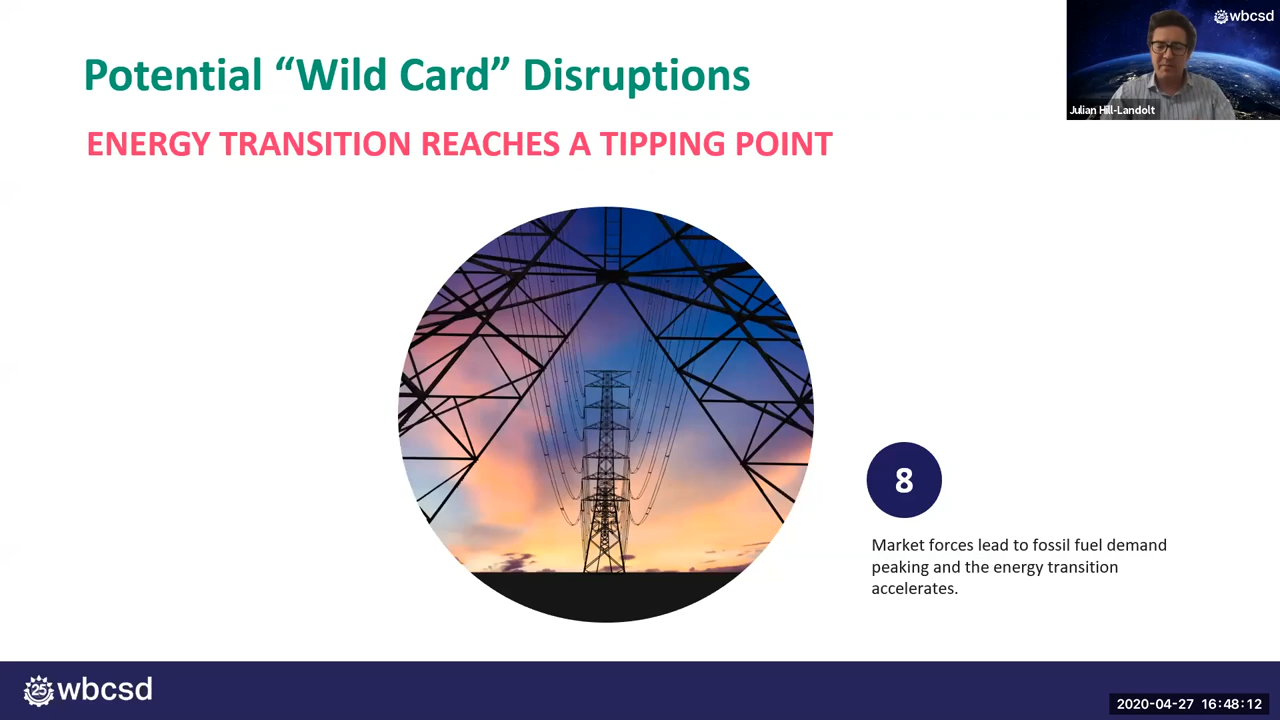 Potential “Wild Card” Disruptions
ENERGY TRANSITION REACHES A TIPPING POINT
wbcsd
Julian Hill-Landolt
8
Market forces lead to fossil fuel demand
peaking and the energy transition
accelerates.
25 wbcsd
2020-04-27 16:48:12